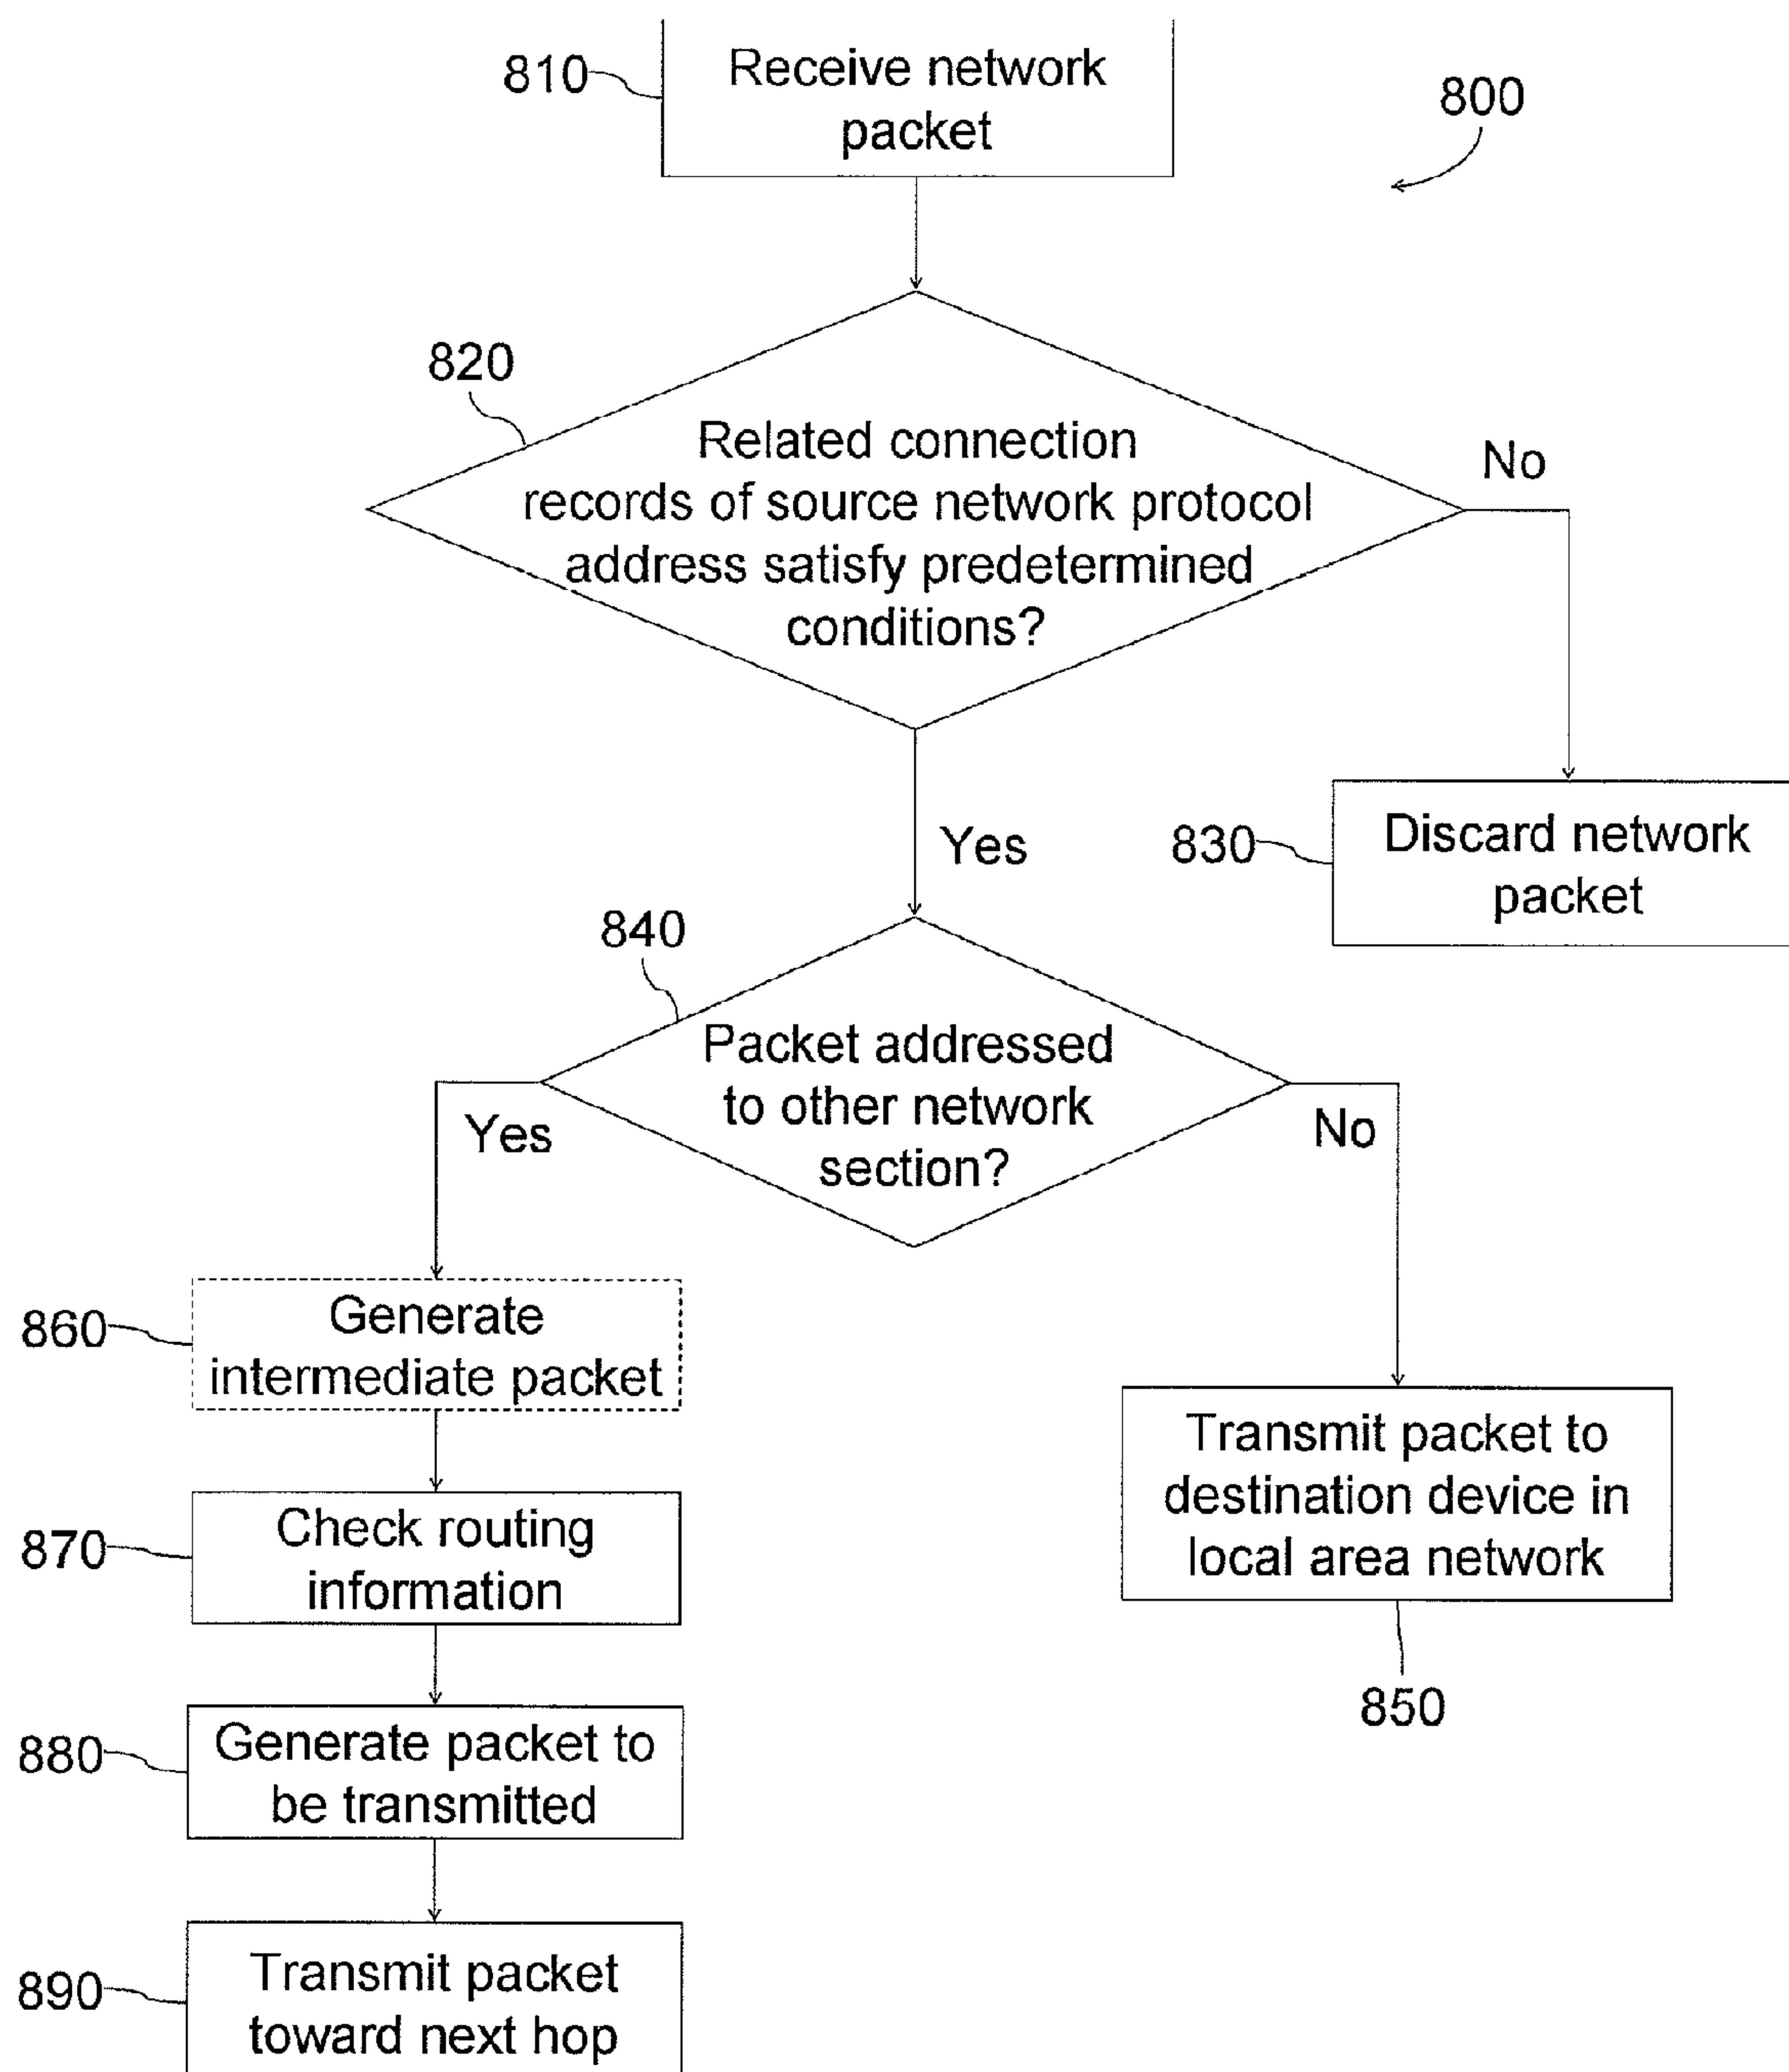 810
Receive network
packet
800
820
Related connection
records of source network protocol
address satisfy predetermined
conditions?
No
Yes
830
Discard network
packet
840
Packet addressed
to other network
section?
Yes
No
860
Generate
intermediate packet
870
Check routing
information
Transmit packet to
destination device in
local area network
850
880
Generate packet to
be transmitted
890
Transmit packet
toward next hop